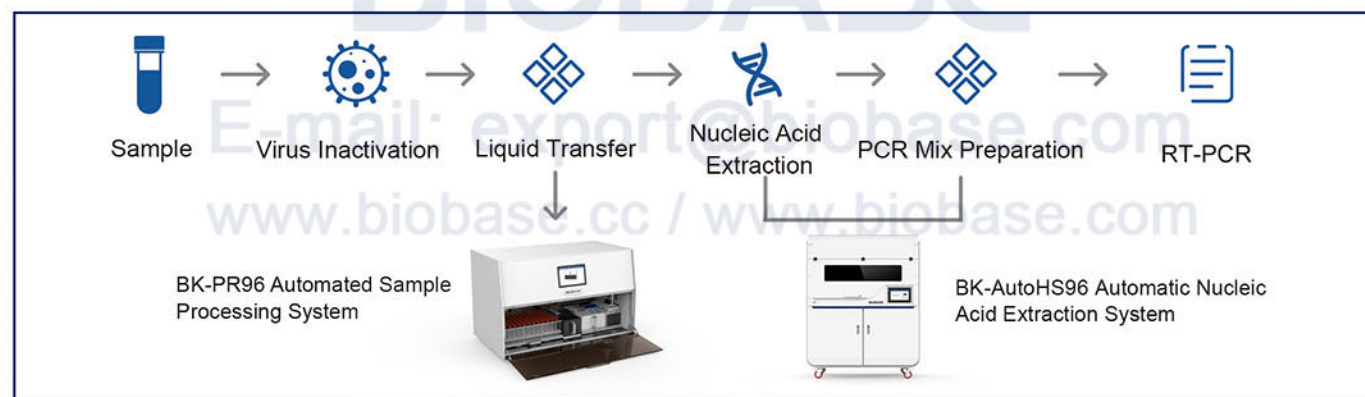 BIOBASE
Sample
Virus Inactivation
Liquid Transfer
Nucleic Acid
Extraction
PCR Mix Preparation
RT-PCR
E-mail: export@biobase.com
www.biobase.cc / www.biobase.com
BK-PR96 Automated Sample
Processing System
BK-AutoHS96 Automatic Nucleic
Acid Extraction System